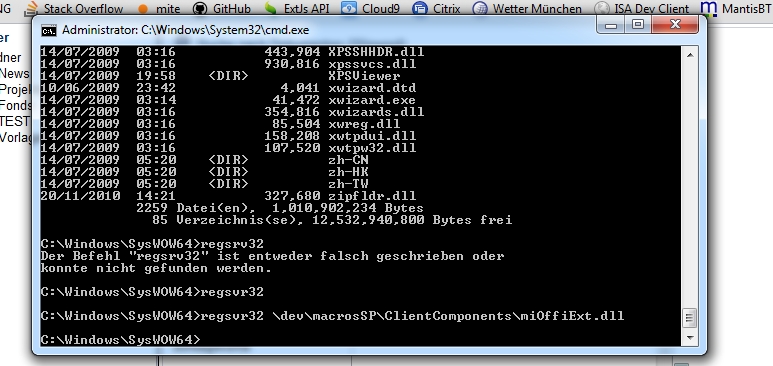 NG Stack Overflow mite ExtJs API Cloud9 Citrix Wetter München ISA Dev Client MantisBT
Administrator: C:\Windows\System32\cmd.exe
14/07/2009 03:16 443,904 XPSSHHDR.dll
14/07/2009 03:16 930,816 xpssvcs.dll
14/07/2009 19:58 <DIR> XPSViewer
10/06/2009 23:42 4,041 xwizard.dtd
14/07/2009 03:14 41,472 xwizard.exe
14/07/2009 03:16 354,816 xwizards.dll
14/07/2009 03:16 85,504 xwreg.dll
14/07/2009 03:16 158,208 xwtpdui.dll
14/07/2009 03:16 107,520 xwtpw32.dll
14/07/2009 05:20 <DIR> zh-CN
14/07/2009 05:20 <DIR> zh-HK
14/07/2009 05:20 <DIR> zh-TW
20/11/2010 14:21 327,680 zipfldr.dll
2259 Datei(en), 1,010,902,234 Bytes
85 Verzeichnis(se), 12,532,940,800 Bytes frei
C:\Windows\SysWOW64>regsrv32
Der Befehl "regsrv32" ist entweder falsch geschrieben oder
konnte nicht gefunden werden.
C:\Windows\SysWOW64>regsvr32
C:\Windows\SysWOW64>regsvr32 \dev\macrosSP\ClientComponents\miOffiExt.dll
C:\Windows\SysWOW64>
er
dner
News
Projek
Fonds
TEST
Vorlag